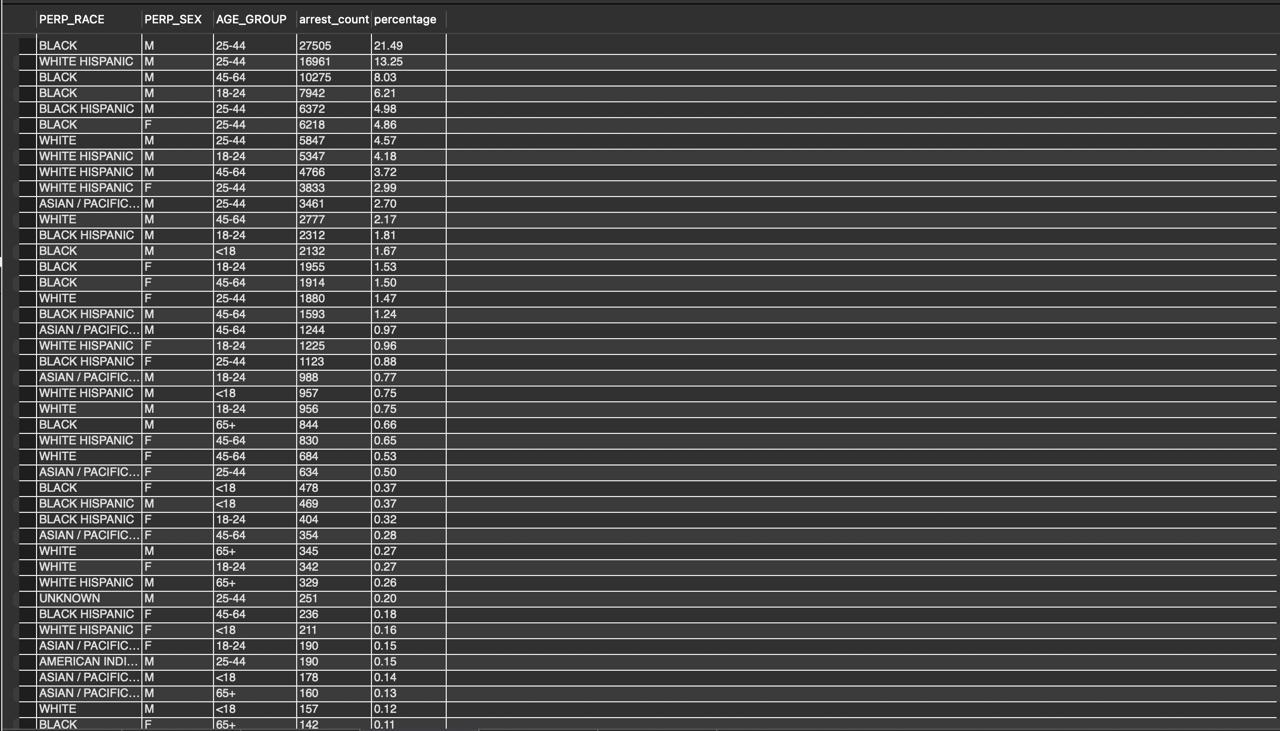 PERP_RACE PERP_SEX AGE_GROUP arrest_count percentage
BLACK M 25-44 27505 21.49
WHITE HISPANIC M 25-44 16961 13.25
BLACK M 45-64 10275 8.03
BLACK M 18-24 7942 6.21
BLACK HISPANIC M 25-44 6372 4.98
BLACK F 25-44 6218 4.86
WHITE M 25-44 5847 4.57
WHITE HISPANIC M 18-24 5347 4.18
WHITE HISPANIC M 45-64 4766 3.72
WHITE HISPANIC F 25-44 3833 2.99
ASIAN / PACIFIC... M 25-44 3461 2.70
WHITE M 45-64 2777 2.17
BLACK HISPANIC M 18-24 2312 1.81
BLACK M <18 2132 1.67
BLACK F 18-24 1955 1.53
BLACK F 45-64 1914 1.50
WHITE F 25-44 1880 1.47
BLACK HISPANIC M 45-64 1593 1.24
ASIAN / PACIFIC... M 45-64 1244 0.97
WHITE HISPANIC F 18-24 1225 0.96
BLACK HISPANIC F 25-44 1123 0.88
ASIAN / PACIFIC... M 18-24 988 0.77
WHITE HISPANIC M <18 957 0.75
WHITE M 18-24 956 0.75
BLACK M 65+ 844 0.66
WHITE HISPANIC F 45-64 830 0.65
WHITE F 45-64 684 0.53
ASIAN / PACIFIC... F 25-44 634 0.50
BLACK F <18 478 0.37
BLACK HISPANIC M <18 469 0.37
BLACK HISPANIC F 18-24 404 0.32
ASIAN / PACIFIC... F 45-64 354 0.28
WHITE M 65+ 345 0.27
WHITE F 18-24 342 0.27
WHITE HISPANIC M 65+ 329 0.26
UNKNOWN M 25-44 251 0.20
BLACK HISPANIC F 45-64 236 0.18
WHITE HISPANIC F <18 211 0.16
ASIAN / PACIFIC... F 18-24 190 0.15
AMERICAN INDI... M 25-44 190 0.15
ASIAN / PACIFIC... M <18 178 0.14
ASIAN / PACIFIC... M 65+ 160 0.13
WHITE M <18 157 0.12
BLACK F 65+ 142 0.11